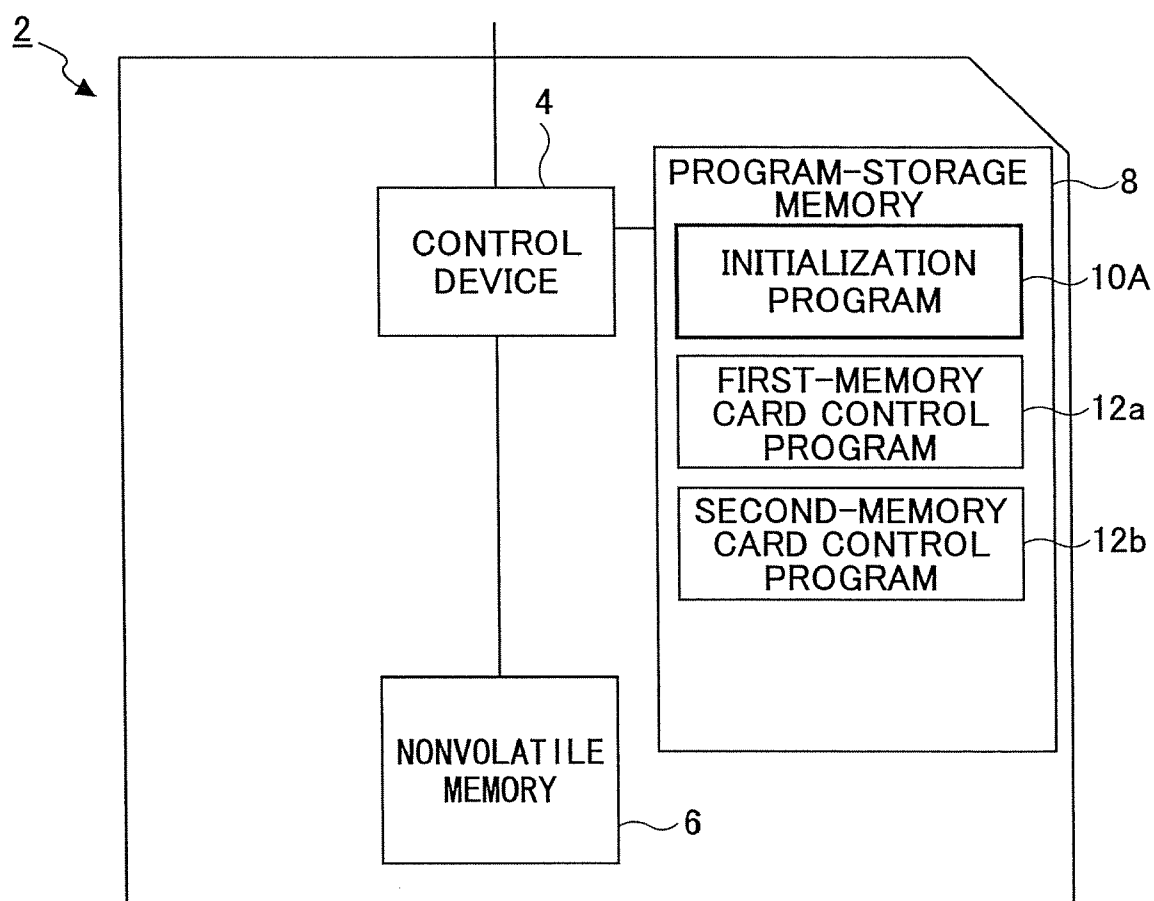 2
4
PROGRAM-STORAGE
MEMORY
8
CONTROL
DEVICE
INITIALIZATION
PROGRAM
10A
FIRST-MEMORY
CARD CONTROL
PROGRAM
12a
SECOND-MEMORY
CARD CONTROL
PROGRAM
12b
NONVOLATILE
MEMORY
6